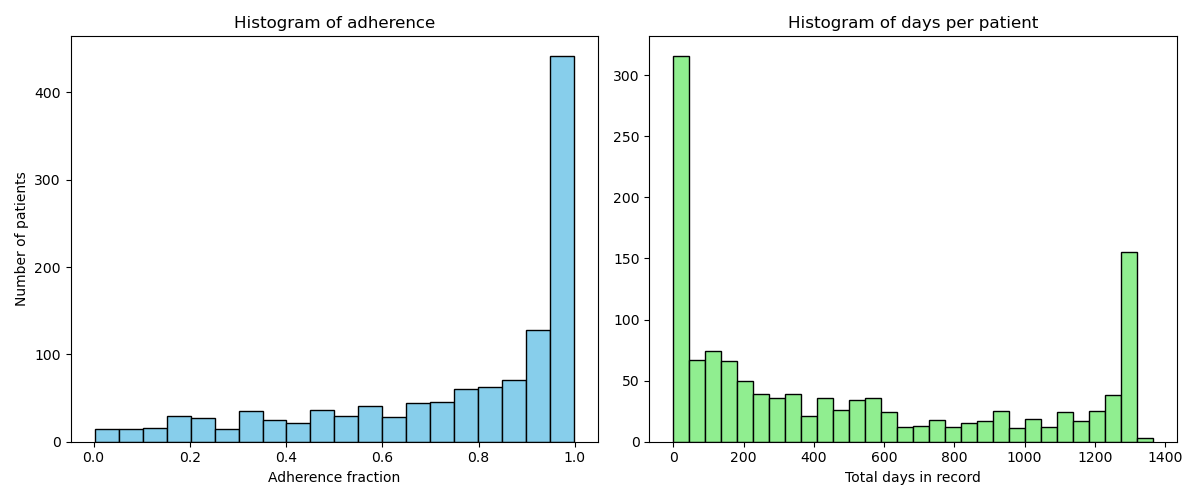 Histogram of adherence
Number of patients
400
300
200
100
0
0.0 0.2 0.4 0.6 0.8 1.0
Adherence fraction
Histogram of days per patient
300
250
200
150
100
50
0
0 200 400 600 800 1000 1200 1400
Total days in record